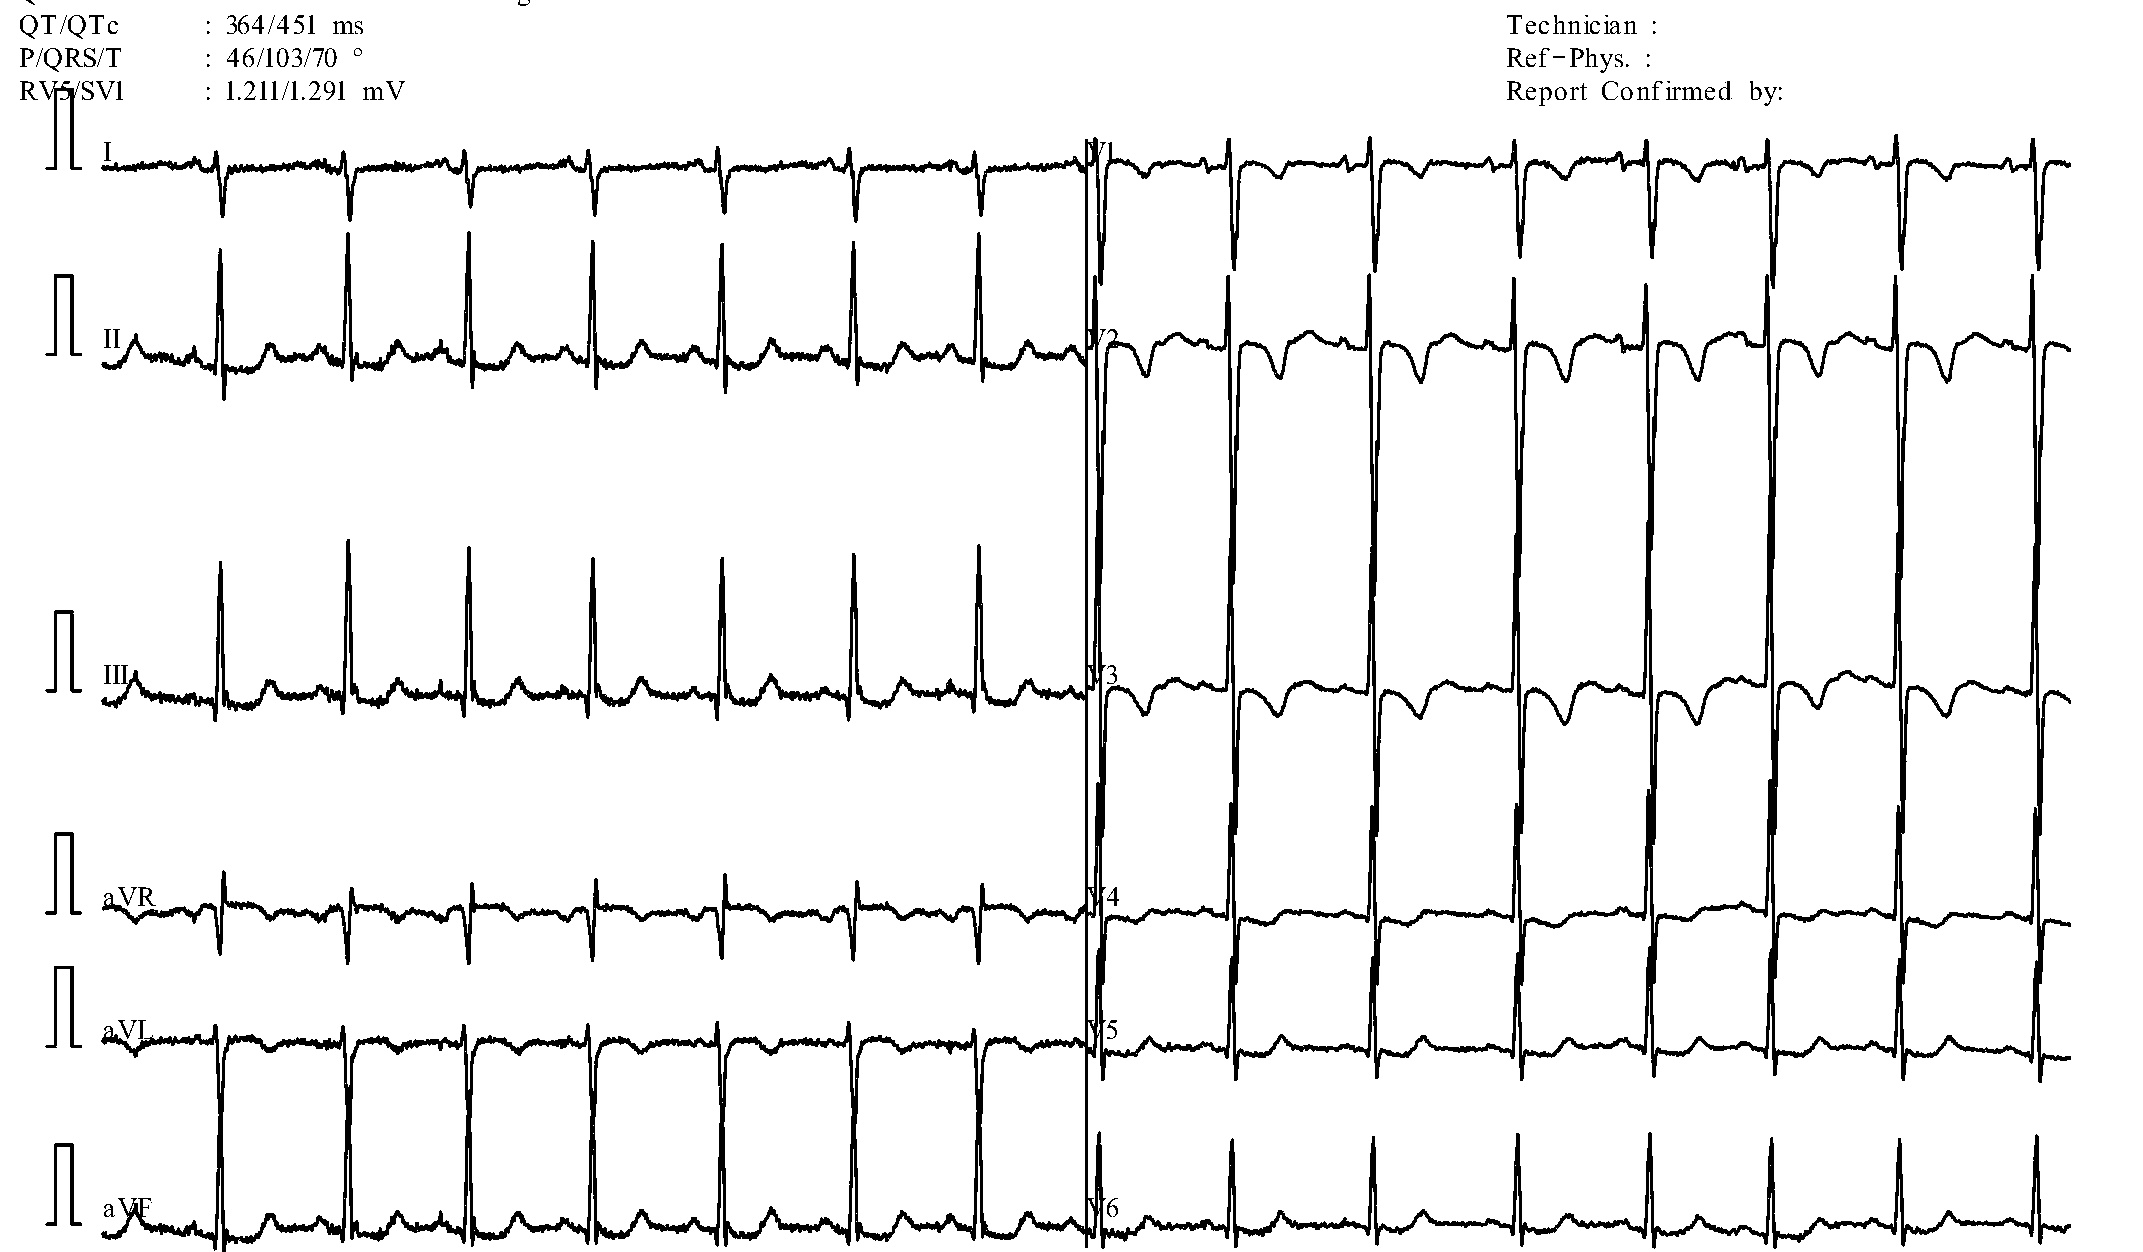 QT/QTc : 364/451 ms
P/QRS/T : 46/103/70 °
RV5/SV1 : 1.211/1.291 mV
Technician :
Ref-Phys. :
Report Confirmed by:
I
II
III
aVR
aVL
aVF
V1
V2
V3
V4
V5
V6